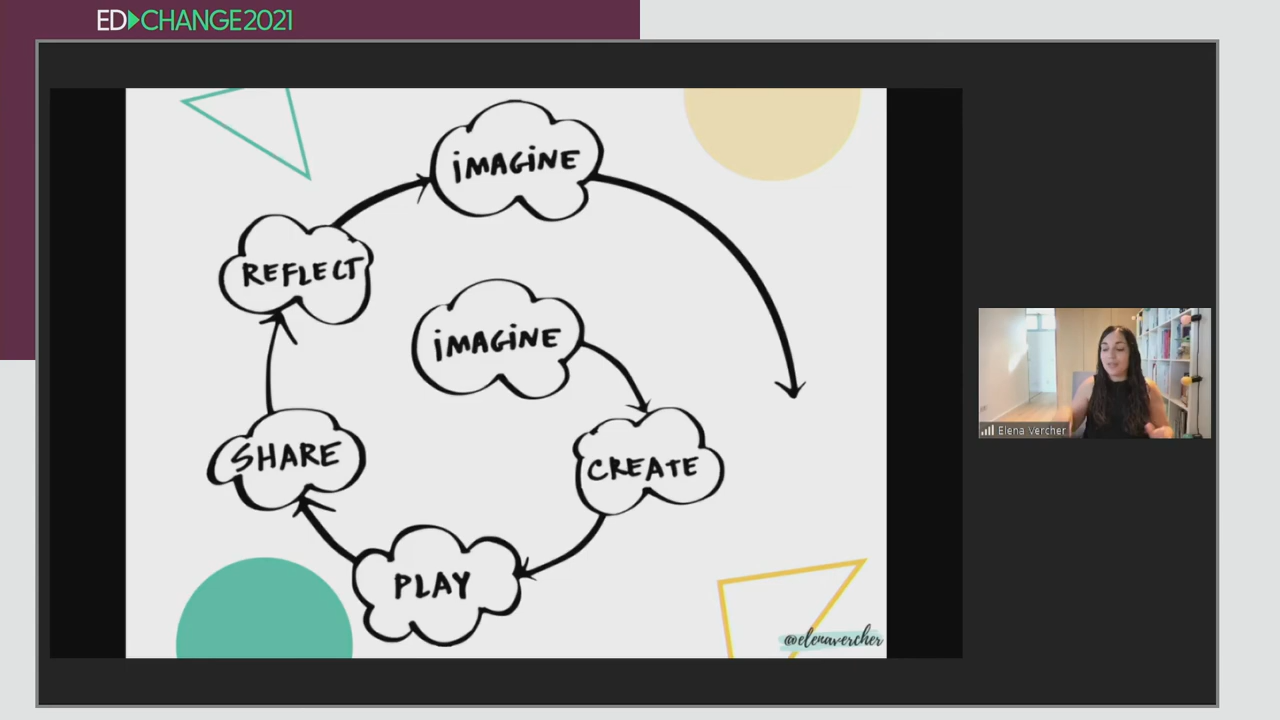 ED CHANGE2021
iMAGiNE
REFLECT
iMAGiNE
SHARE
CREATE
PLAY
@elenavercher
Elena Vercher